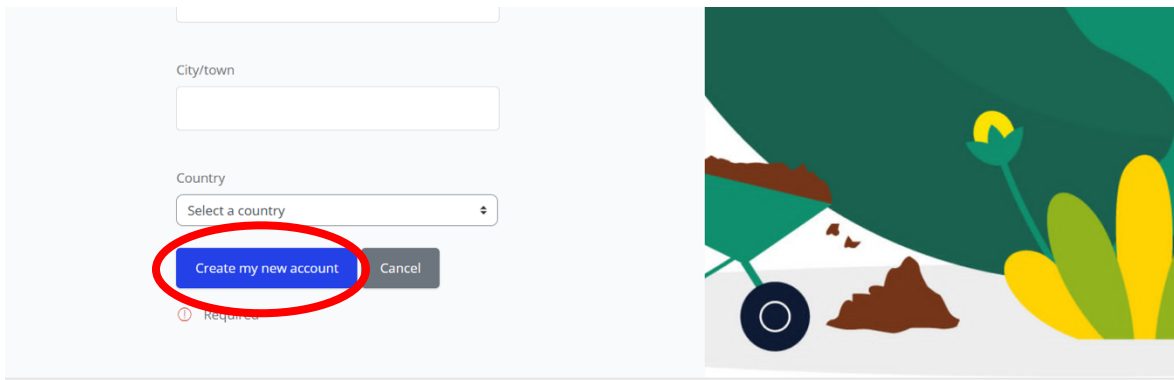 City/town
Country
Select a country
Create my new account
Cancel
Required